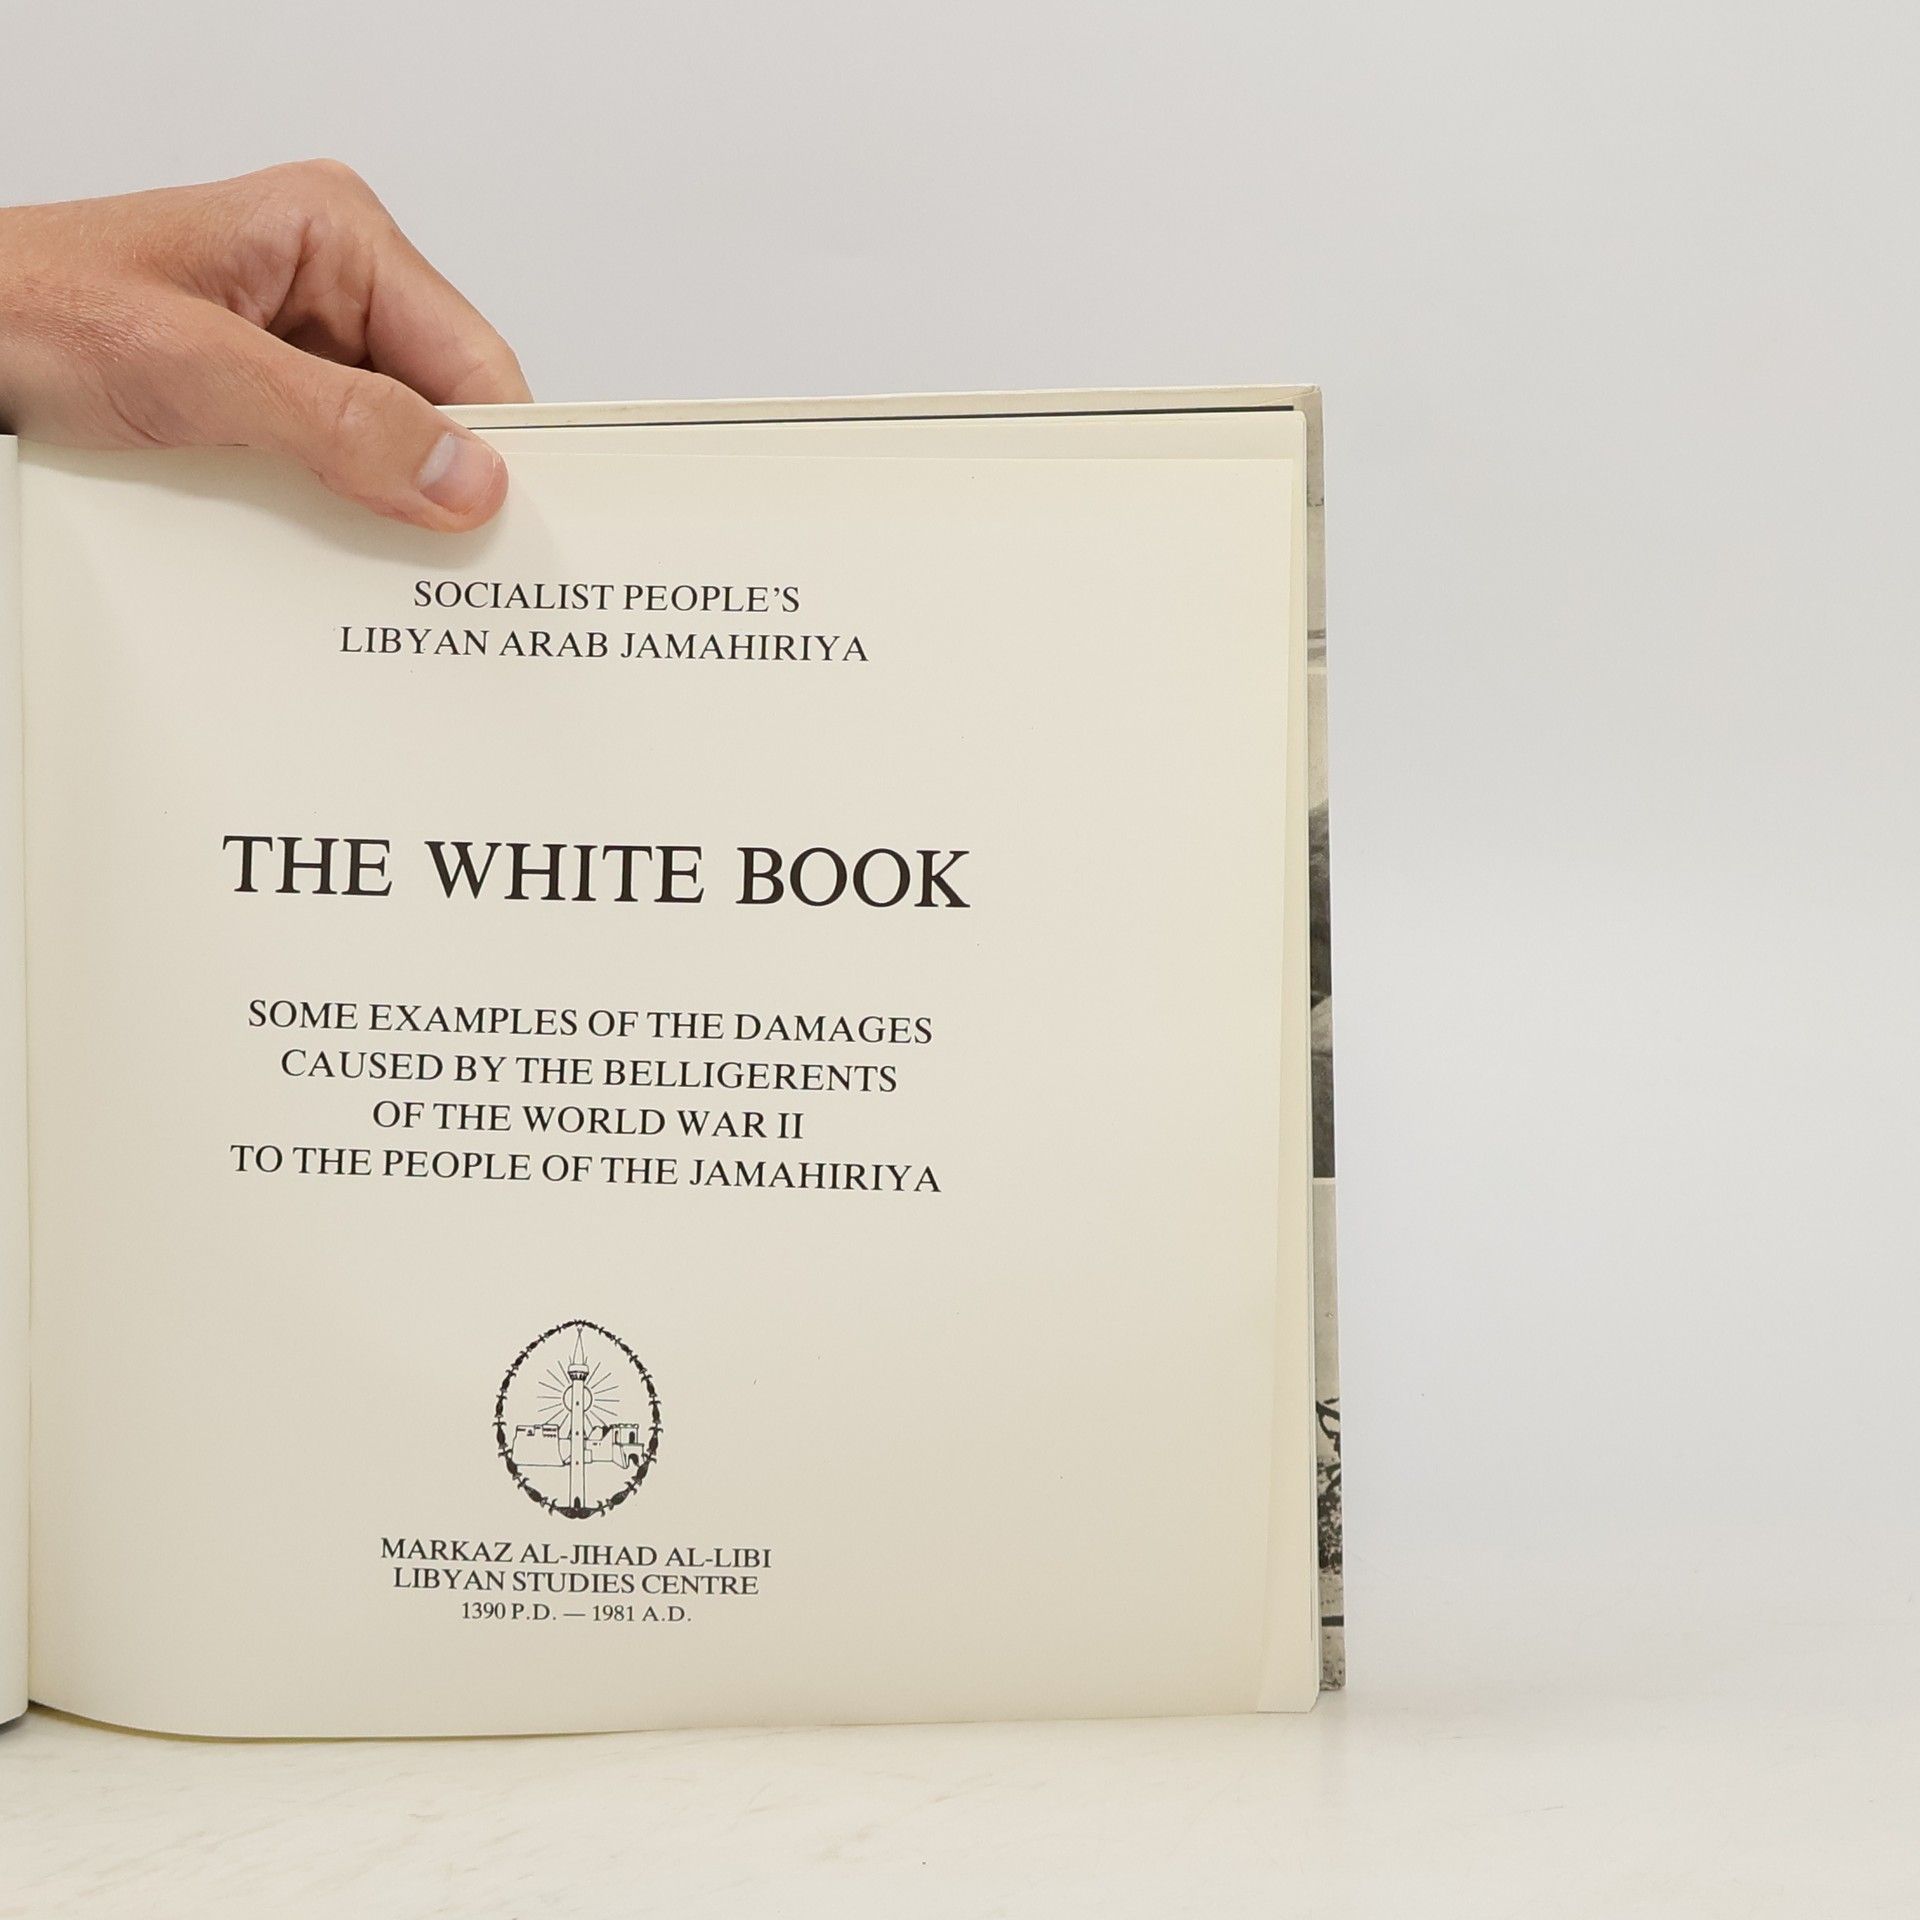 SOCIALIST PEOPLE'S
LIBYAN ARAB JAMAHIRIYA
THE WHITE BOOK
SOME EXAMPLES OF THE DAMAGES
CAUSED BY THE BELLIGERENTS
OF THE WORLD WAR II
TO THE PEOPLE OF THE JAMAHIRIYA
MARKAZ AL-JIHAD AL-LIBI
LIBYAN STUDIES CENTRE
1390 P.D. — 1981 A.D.